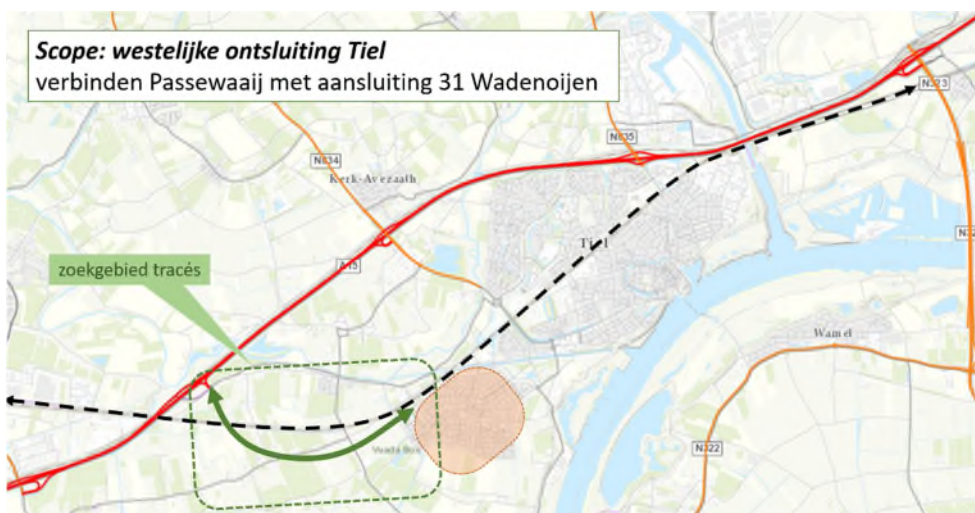 Scope: westelijke ontsluiting Tiel
verbinden Passewaaij met aansluiting 31 Wadenoijen
N323
N835
N834
Kerk-Avezaath
Tiel
N32
zoekgebied tracés
A15
Wamel
N322